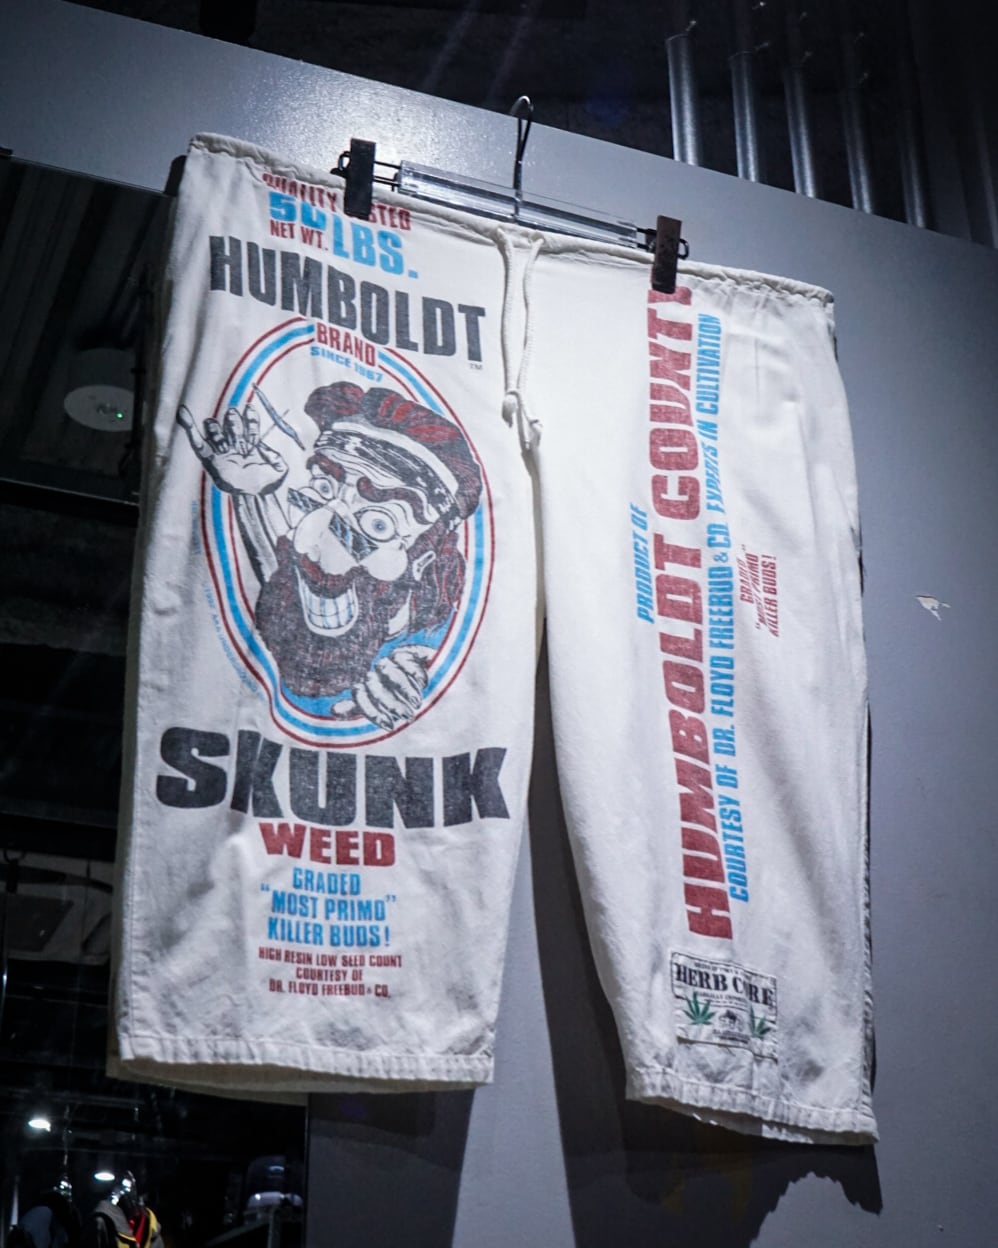 QUALITY TESTED
50 LBS.
NET WT.
HUMBOLDT
TM
BRAND
SINCE 1967
SKUNK
WEED
GRADED
"MOST PRIMO"
KILLER BUDS!
HIGH RESIN LOW SEED COUNT
COURTESY OF
DR. FLOYD FREEBUD & CO.
PRODUCT OF
HUMBOLDT COUNTY
COURTESY OF DR. FLOYD FREEBUD & CO. EXPERTS IN CULTIVATION
GRADED
"MOST PRIMO"
KILLER BUDS!
HERB CORE